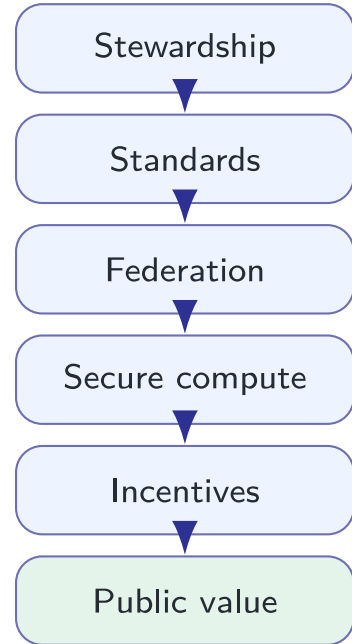 Stewardship
Standards
Federation
Secure compute
Incentives
Public value